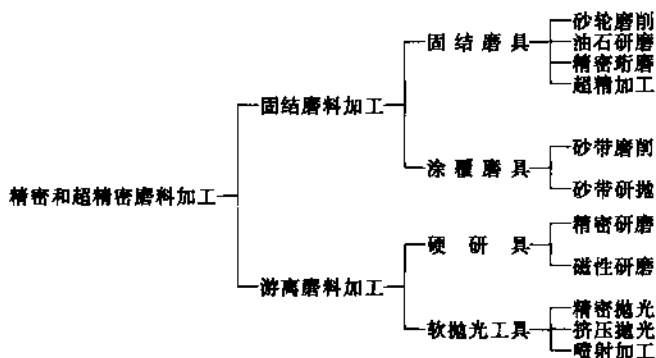 精密和超精密磨料加工
固结磨料加工
固结磨具
砂轮磨削
油石研磨
精密珩磨
超精加工
涂覆磨具
砂带磨削
砂带研抛
游离磨料加工
硬研具
精密研磨
磁性研磨
软抛光工具
精密抛光
挤压抛光
喷射加工